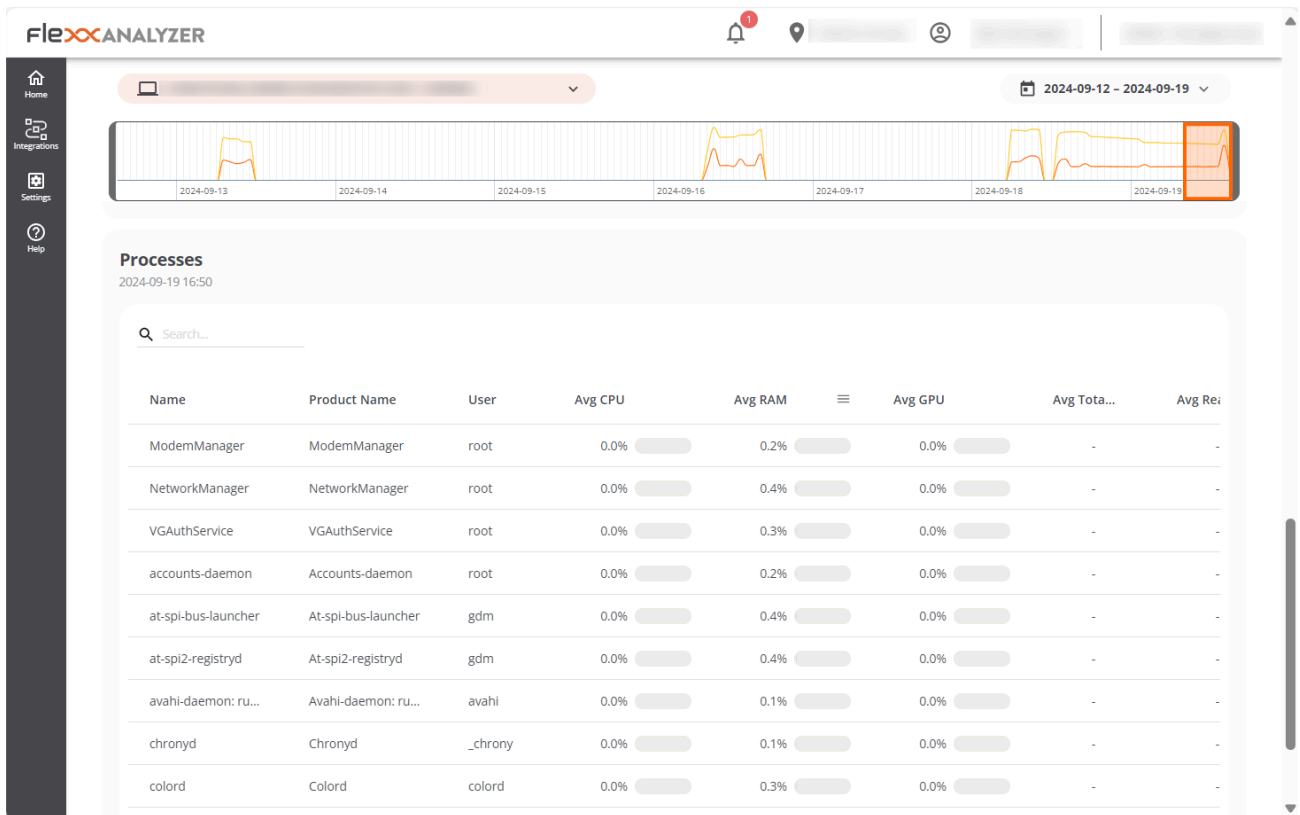 FlexxANALYZER
1
Home
Integrations
Settings
Help
2024-09-12 – 2024-09-19
2024-09-13 2024-09-14 2024-09-15 2024-09-16 2024-09-17 2024-09-18 2024-09-19
Processes
2024-09-19 16:50
Search...
Name Product Name User Avg CPU Avg RAM Avg GPU Avg Tota... Avg Rea
ModemManager ModemManager root 0.0% 0.2% 0.0% - -
NetworkManager NetworkManager root 0.0% 0.4% 0.0% - -
VGAuthService VGAuthService root 0.0% 0.3% 0.0% - -
accounts-daemon Accounts-daemon root 0.0% 0.2% 0.0% - -
at-spi-bus-launcher At-spi-bus-launcher gdm 0.0% 0.4% 0.0% - -
at-spi2-registryd At-spi2-registryd gdm 0.0% 0.4% 0.0% - -
avahi-daemon: ru... Avahi-daemon: ru... avahi 0.0% 0.1% 0.0% - -
chronyd Chronyd _chrony 0.0% 0.1% 0.0% - -
colord Colord colord 0.0% 0.3% 0.0% - -